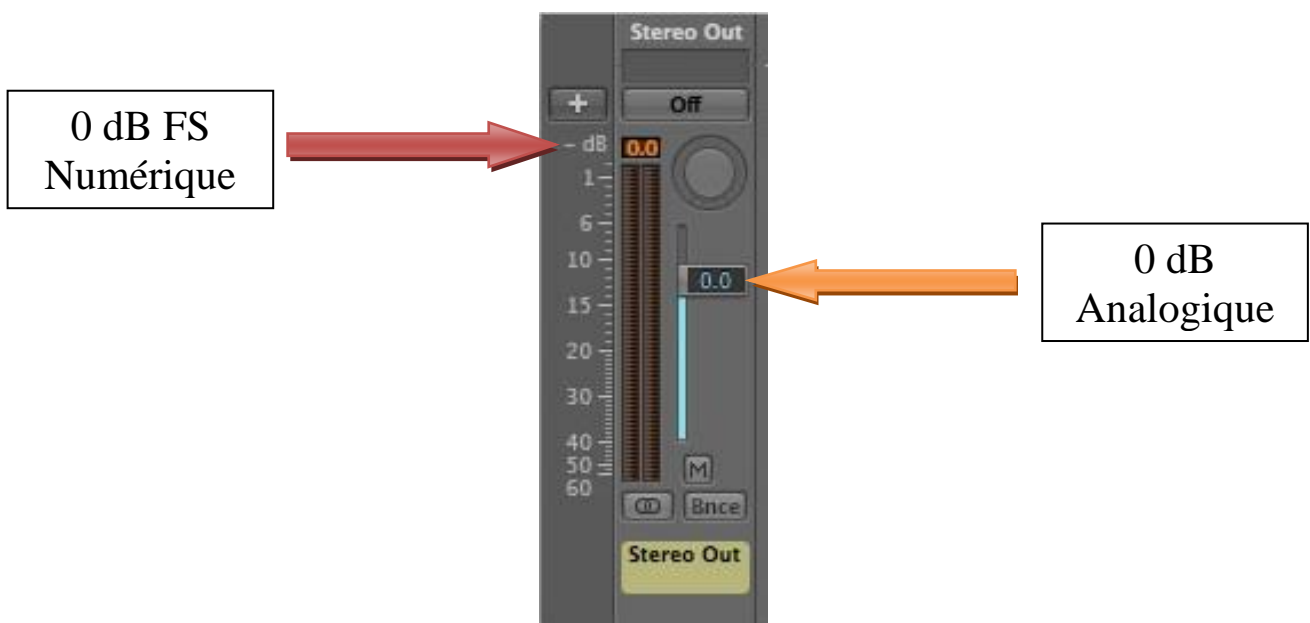 Stereo Out
+
Off
0 dB FS
Numérique
- dB
0.0
1
6
10
15
20
30
40
50
60
0.0
0 dB
Analogique
M
Bnce
Stereo Out